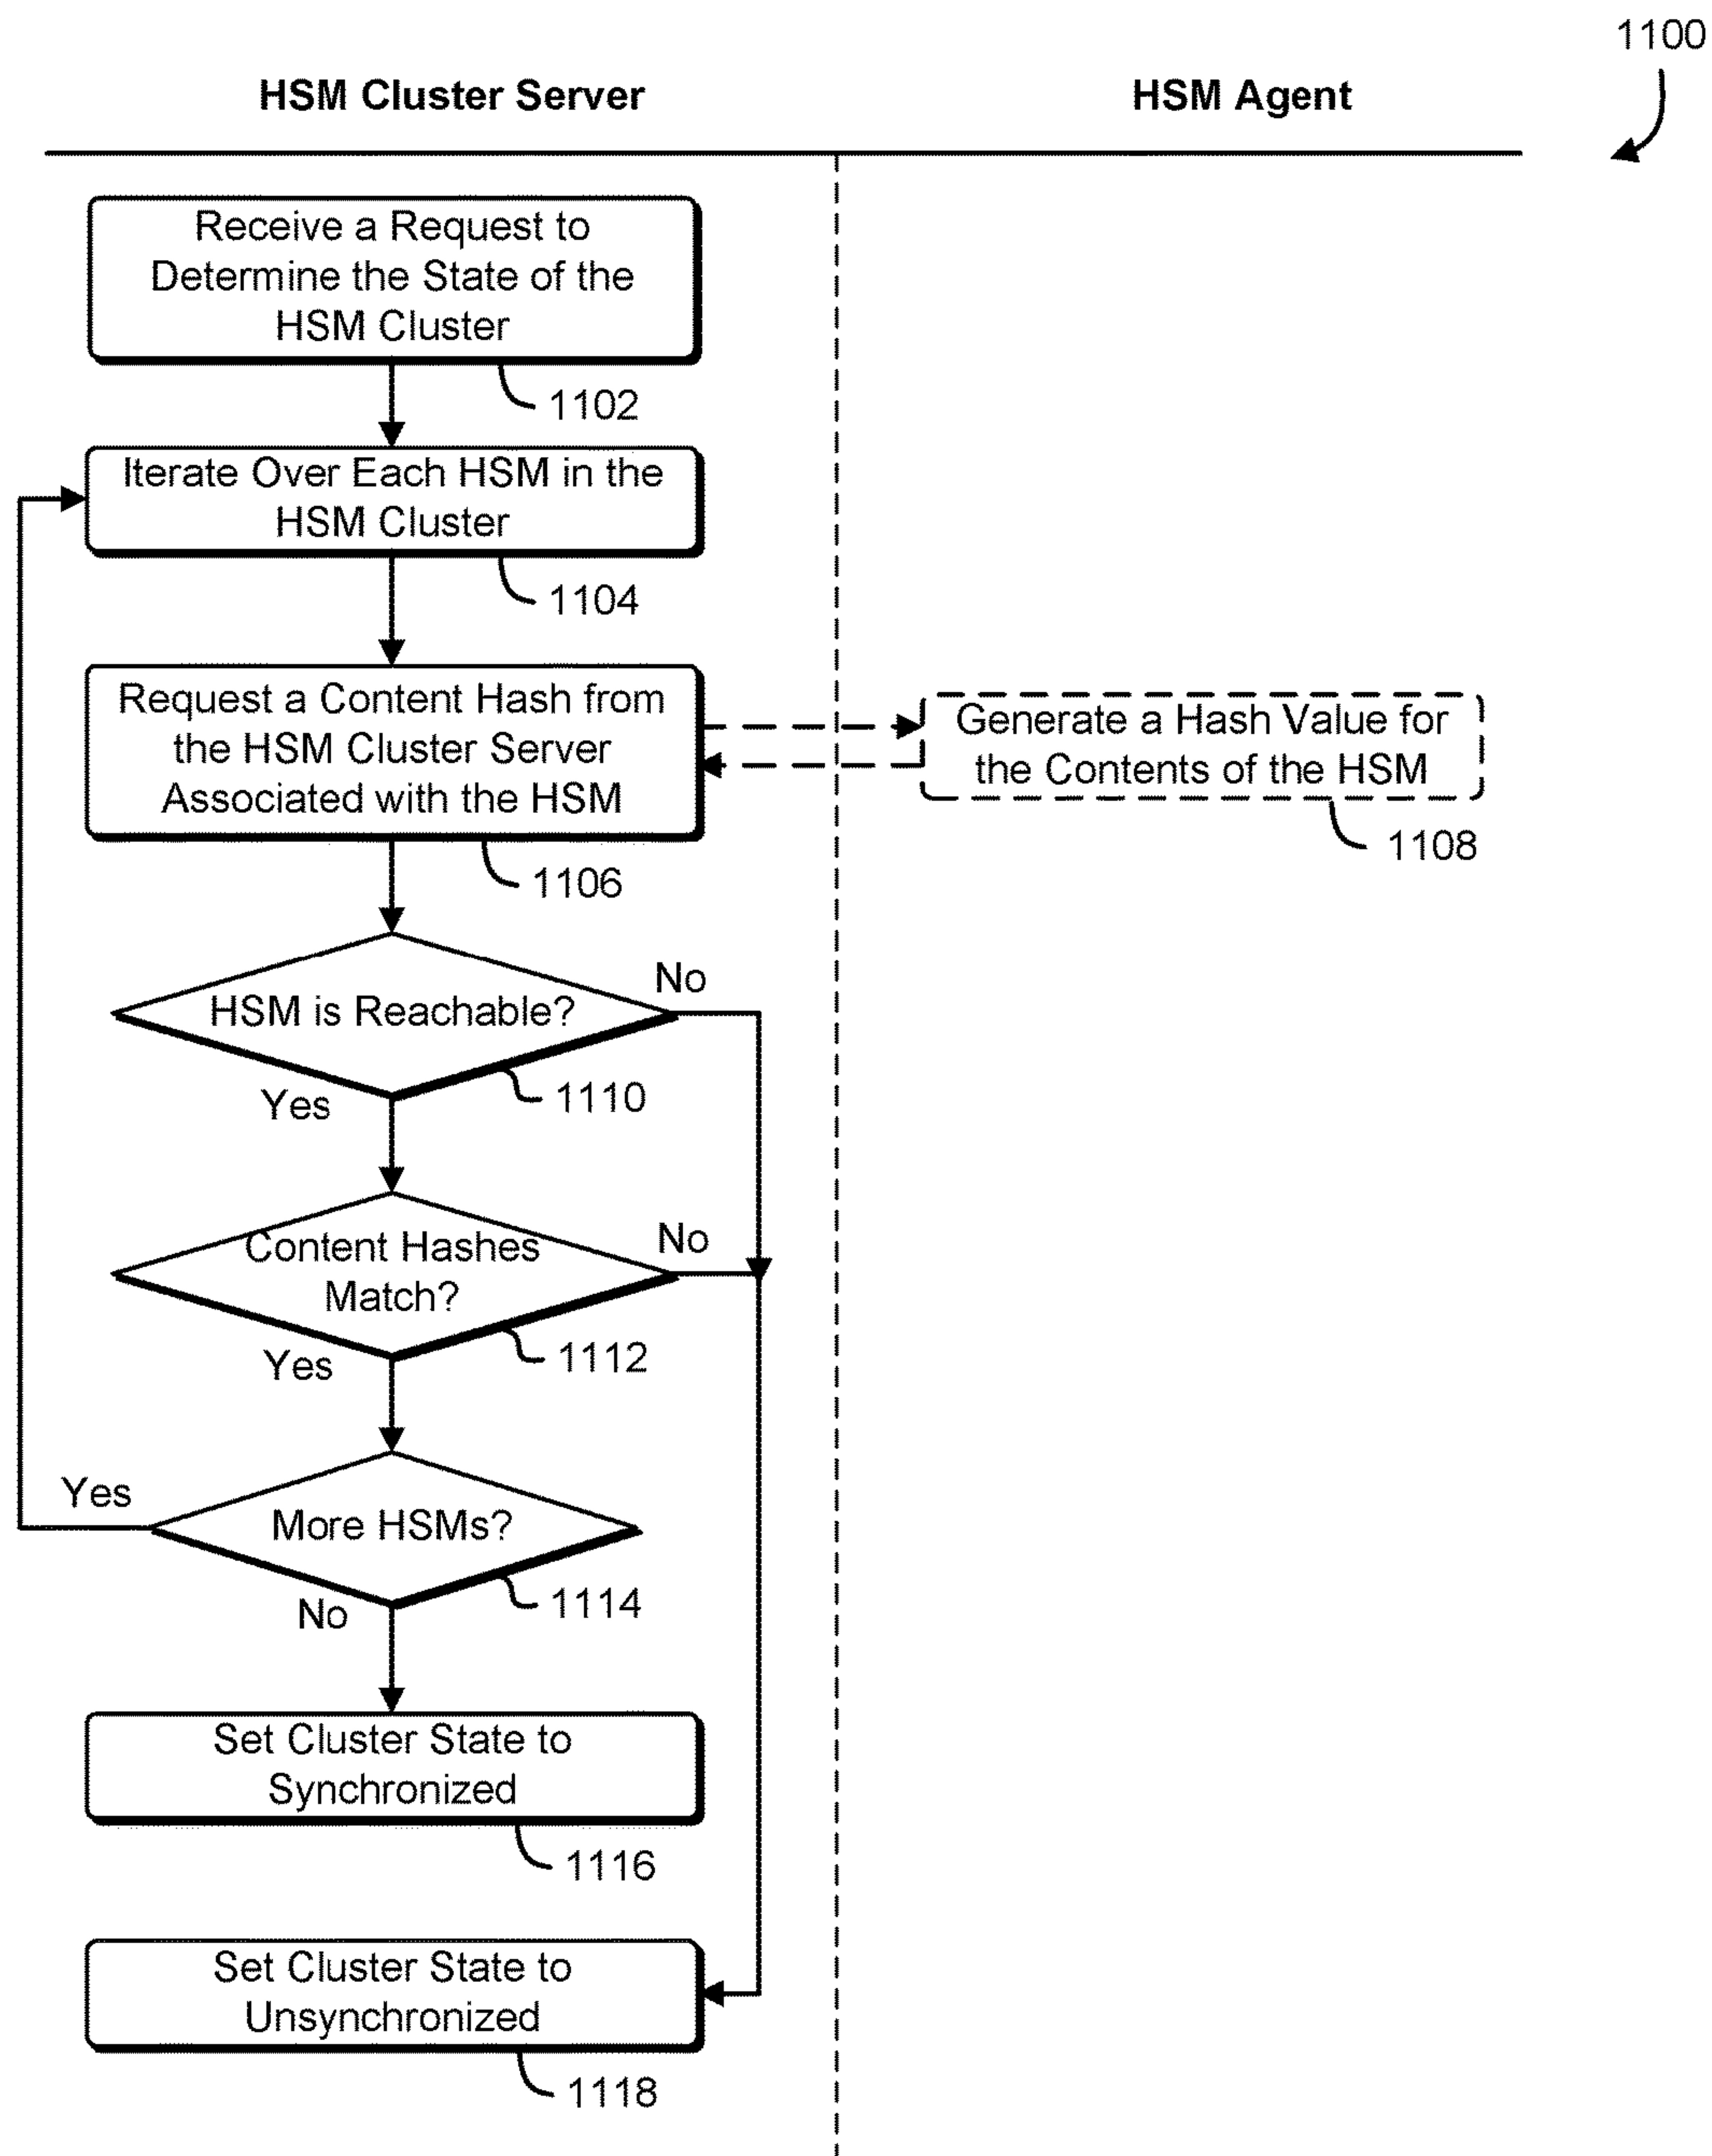 1100
HSM Cluster Server
HSM Agent
Receive a Request to
Determine the State of the
HSM Cluster
1102
Iterate Over Each HSM in the
HSM Cluster
1104
Request a Content Hash from
the HSM Cluster Server
Associated with the HSM
1106
Generate a Hash Value for
the Contents of the HSM
1108
HSM is Reachable?
No
Yes
1110
Content Hashes
Match?
No
Yes
1112
More HSMs?
Yes
No
1114
Set Cluster State to
Synchronized
1116
Set Cluster State to
Unsynchronized
1118